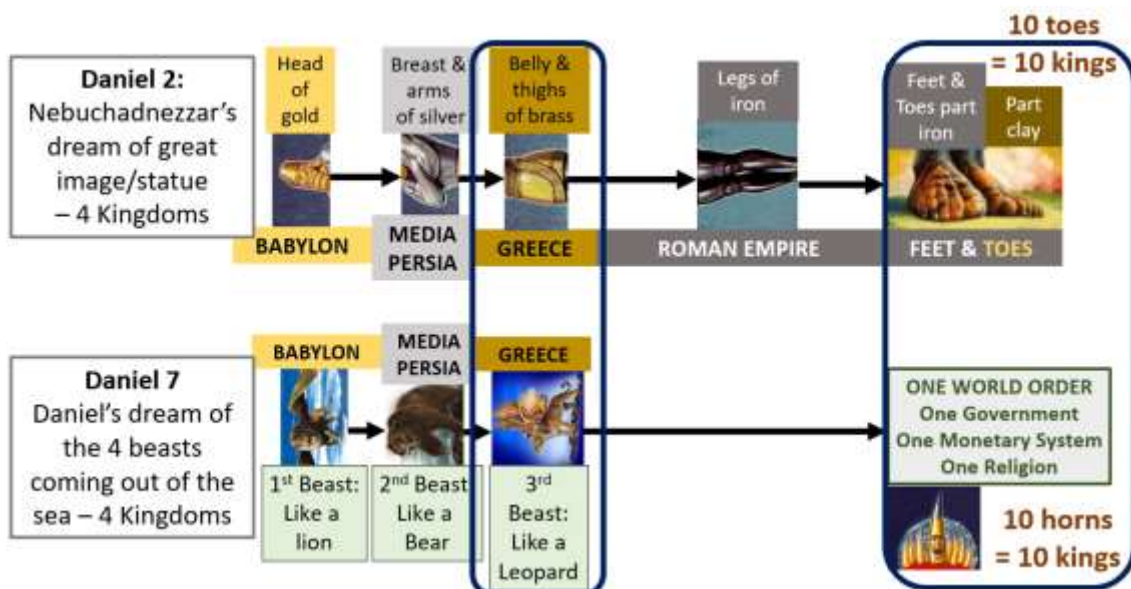 10 toes
= 10 kings
Daniel 2:
Nebuchadnezzar's
dream of great
image/statue
– 4 Kingdoms
Head
of
gold
Breast &
arms
of silver
Belly &
thighs
of brass
Legs of
iron
Feet &
Toes part
iron
Part
clay
BABYLON
MEDIA
PERSIA
GREECE
ROMAN EMPIRE
FEET & TOES
Daniel 7
Daniel's dream of
the 4 beasts
coming out of the
sea – 4 Kingdoms
BABYLON
MEDIA
PERSIA
GREECE
1st Beast:
Like a
lion
2nd Beast
Like a
Bear
3rd
Beast:
Like a
Leopard
ONE WORLD ORDER
One Government
One Monetary System
One Religion
10 horns
= 10 kings